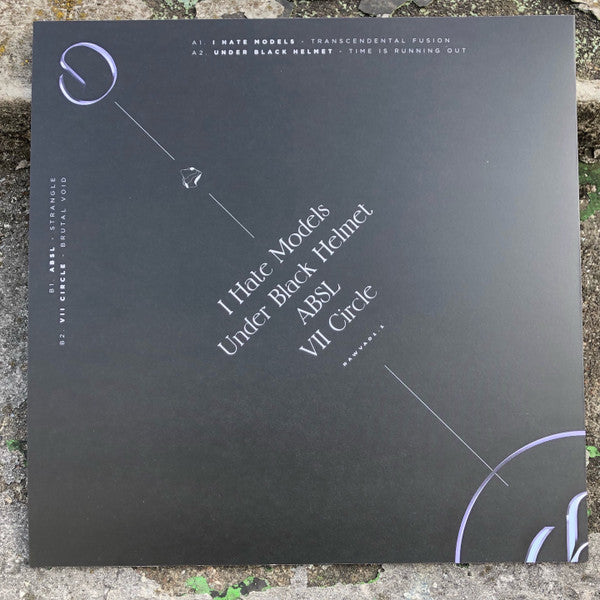 A1. I HATE MODELS - TRANSCENDENTAL FUSION
A2. UNDER BLACK HELMET - TIME IS RUNNING OUT
B1. ABSL - STRANGLE
B2. VII CIRCLE - BRUTAL VOID
I Hate Models
Under Black Helmet
ABSL
VII Circle